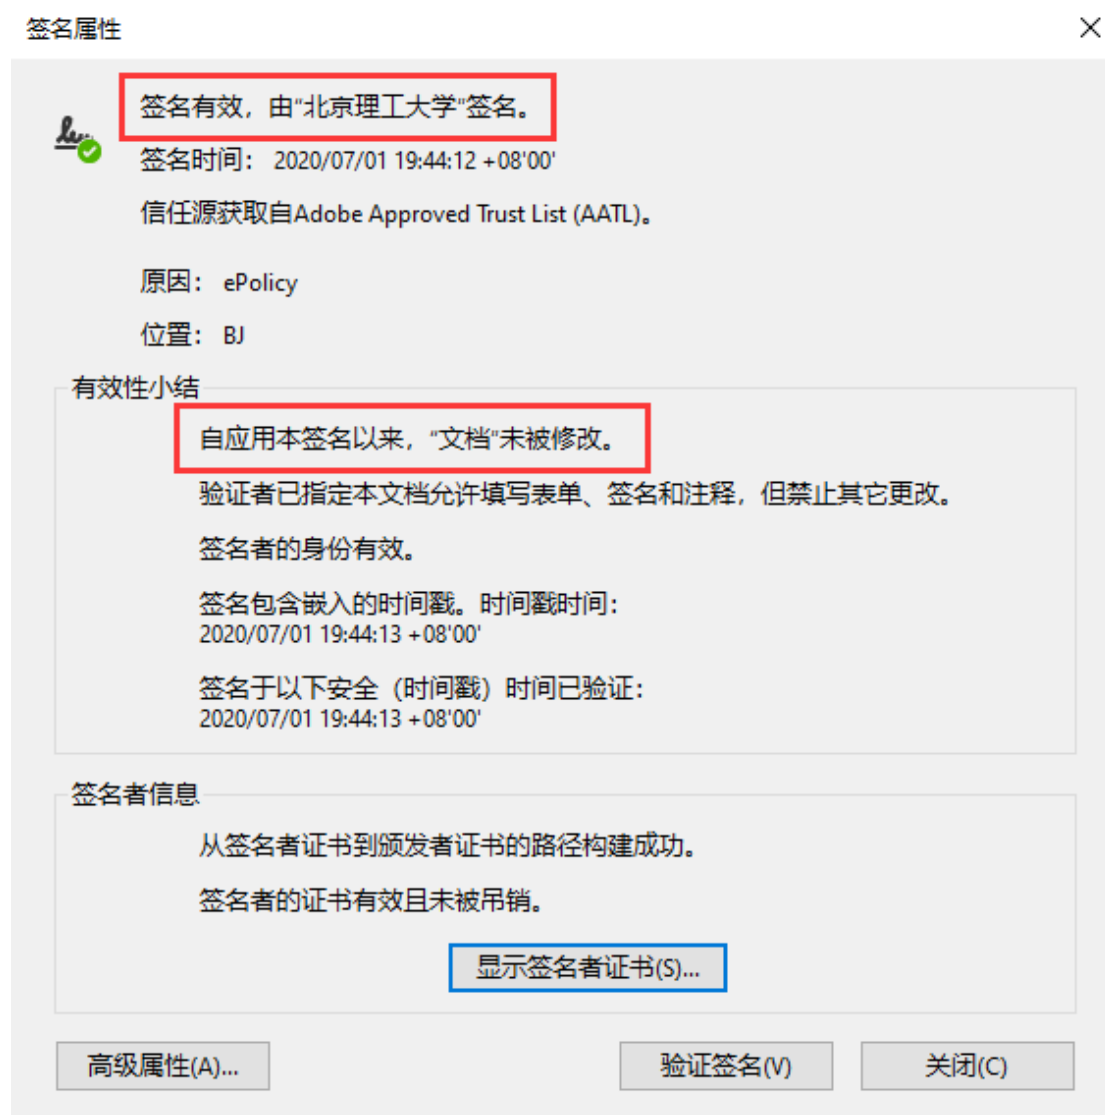 签名属性
签名有效，由"北京理工大学"签名。
签名时间： 2020/07/01 19:44:12 +08'00'
信任源获取自Adobe Approved Trust List (AATL)。
原因： ePolicy
位置： BJ
有效性小结
自应用本签名以来，"文档"未被修改。
验证者已指定本文档允许填写表单、签名和注释，但禁止其它更改。
签名者的身份有效。
签名包含嵌入的时间戳。时间戳时间：
2020/07/01 19:44:13 +08'00'
签名于以下安全（时间戳）时间已验证：
2020/07/01 19:44:13 +08'00'
签名者信息
从签名者证书到颁发者证书的路径构建成功。
签名者的证书有效且未被吊销。
显示签名者证书(S)...
高级属性(A)... 验证签名(V) 关闭(C)